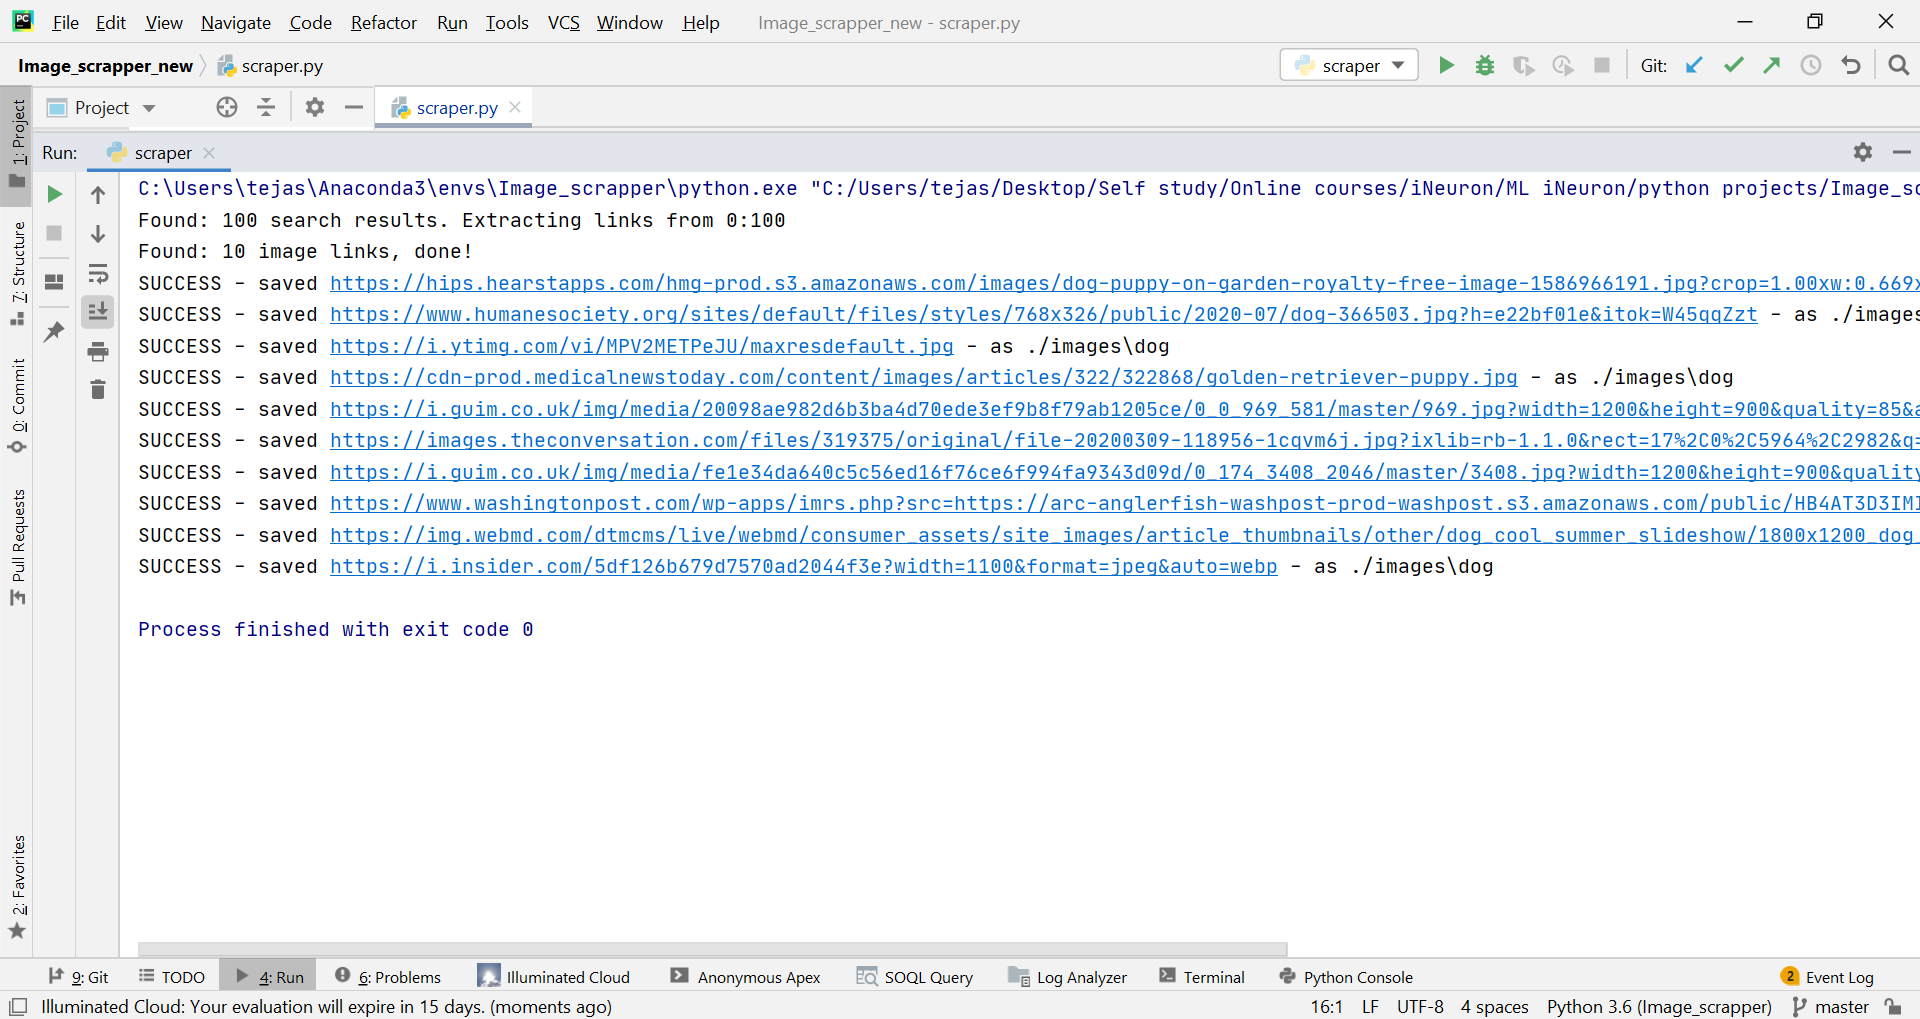 PC File Edit View Navigate Code Refactor Run Tools VCS Window Help Image_scrapper_new - scraper.py
Image_scrapper_new scraper.py scraper Git:
Project scraper.py
Run: scraper
1: Project
7: Structure
0: Commit
Pull Requests
2: Favorites
C:\Users\tejas\Anaconda3\envs\Image_scrapper\python.exe "C:/Users/tejas/Desktop/Self study/Online courses/iNeuron/ML iNeuron/python projects/Image_sc
Found: 100 search results. Extracting links from 0:100
Found: 10 image links, done!
SUCCESS - saved https://hips.hearstapps.com/hmg-prod.s3.amazonaws.com/images/dog-puppy-on-garden-royalty-free-image-1586966191.jpg?crop=1.00xw:0.669x
SUCCESS - saved https://www.humanesociety.org/sites/default/files/styles/768x326/public/2020-07/dog-366503.jpg?h=e22bf01e&itok=W45qqZzt - as ./images
SUCCESS - saved https://i.ytimg.com/vi/MPV2METPeJU/maxresdefault.jpg - as ./images\dog
SUCCESS - saved https://cdn-prod.medicalnewstoday.com/content/images/articles/322/322868/golden-retriever-puppy.jpg - as ./images\dog
SUCCESS - saved https://i.guim.co.uk/img/media/20098ae982d6b3ba4d70ede3ef9b8f79ab1205ce/0_0_969_581/master/969.jpg?width=1200&height=900&quality=85&a
SUCCESS - saved https://images.theconversation.com/files/319375/original/file-20200309-118956-1cqvm6j.jpg?ixlib=rb-1.1.0&rect=17%2C0%2C5964%2C2982&q=
SUCCESS - saved https://i.guim.co.uk/img/media/fe1e34da640c5c56ed16f76ce6f994fa9343d09d/0_174_3408_2046/master/3408.jpg?width=1200&height=900&quality
SUCCESS - saved https://www.washingtonpost.com/wp-apps/imrs.php?src=https://arc-anglerfish-washpost-prod-washpost.s3.amazonaws.com/public/HB4AT3D3IMI
SUCCESS - saved https://img.webmd.com/dtmcms/live/webmd/consumer_assets/site_images/article_thumbnails/other/dog_cool_summer_slideshow/1800x1200_dog_
SUCCESS - saved https://i.insider.com/5df126b679d7570ad2044f3e?width=1100&format=jpeg&auto=webp - as ./images\dog
Process finished with exit code 0
9: Git TODO 4: Run 6: Problems Illuminated Cloud Anonymous Apex SOQL Query Log Analyzer Terminal Python Console 2 Event Log
Illuminated Cloud: Your evaluation will expire in 15 days. (moments ago) 16:1 LF UTF-8 4 spaces Python 3.6 (Image_scrapper) master